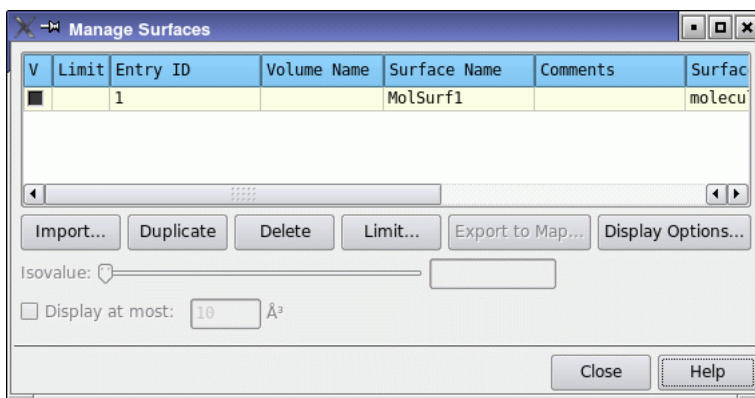 Manage Surfaces
V Limit Entry ID Volume Name Surface Name Comments Surfac
1 MolSurf1 molecul
Import... Duplicate Delete Limit... Export to Map... Display Options...
Isovalue:
Display at most: 10 Å³
Close Help